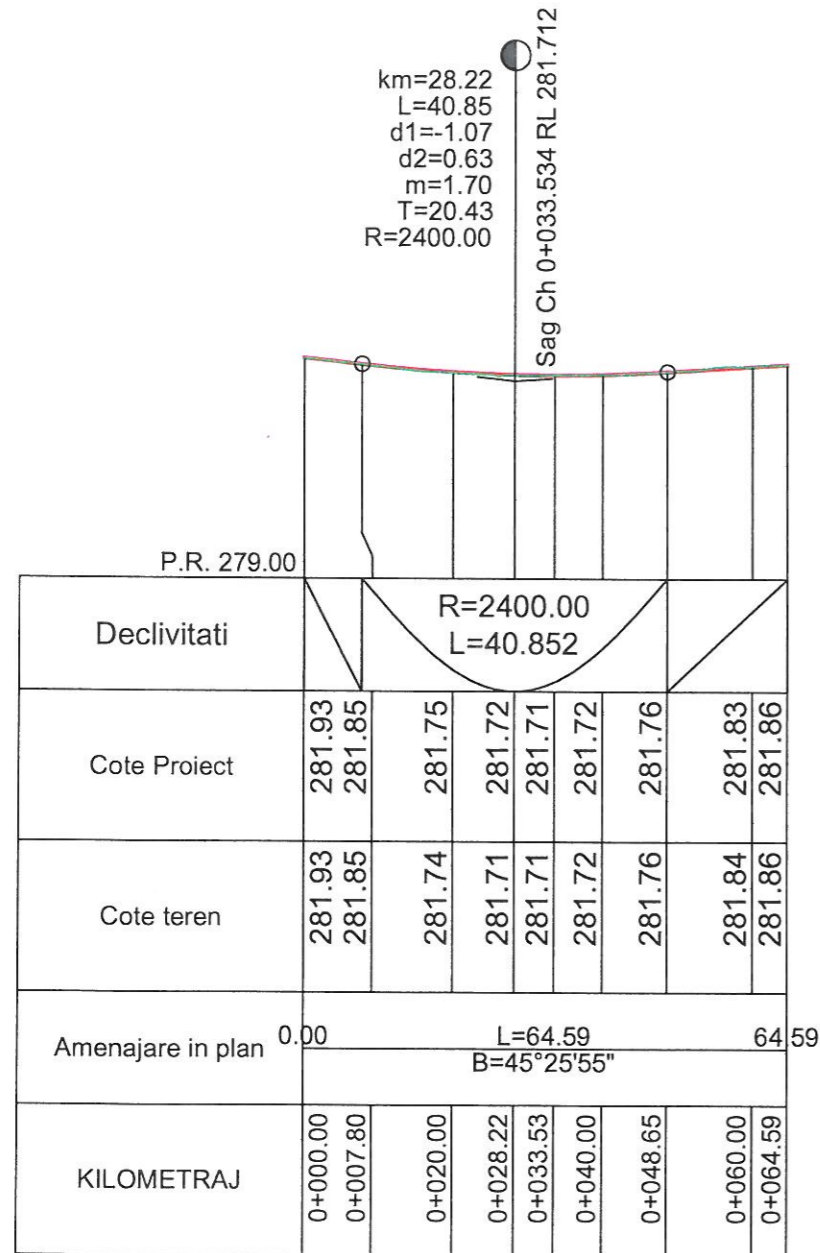 km=28.22
L=40.85
d1=-1.07
d2=0.63
m=1.70
T=20.43
R=2400.00
Sag Ch 0+033.534 RL 281.712
P.R. 279.00
Declivitati
R=2400.00
L=40.852
Cote Proiect
281.93
281.85
281.75
281.72
281.71
281.72
281.76
281.83
281.86
Cote teren
281.93
281.85
281.74
281.71
281.71
281.72
281.76
281.84
281.86
Amenajare in plan
0.00
L=64.59
64.59
B=45°25'55"
KILOMETRAJ
0+000.00
0+007.80
0+020.00
0+028.22
0+033.53
0+040.00
0+048.65
0+060.00
0+064.59